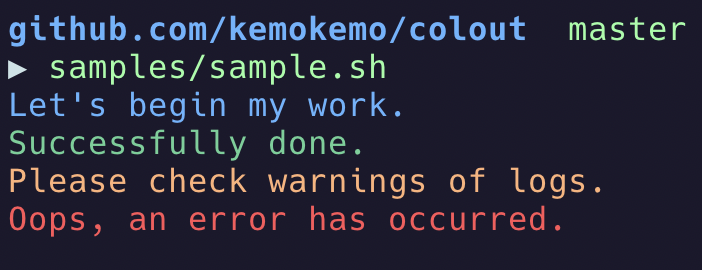 github.com/kemokemo/colout master
▶ samples/sample.sh
Let's begin my work.
Successfully done.
Please check warnings of logs.
Oops, an error has occurred.